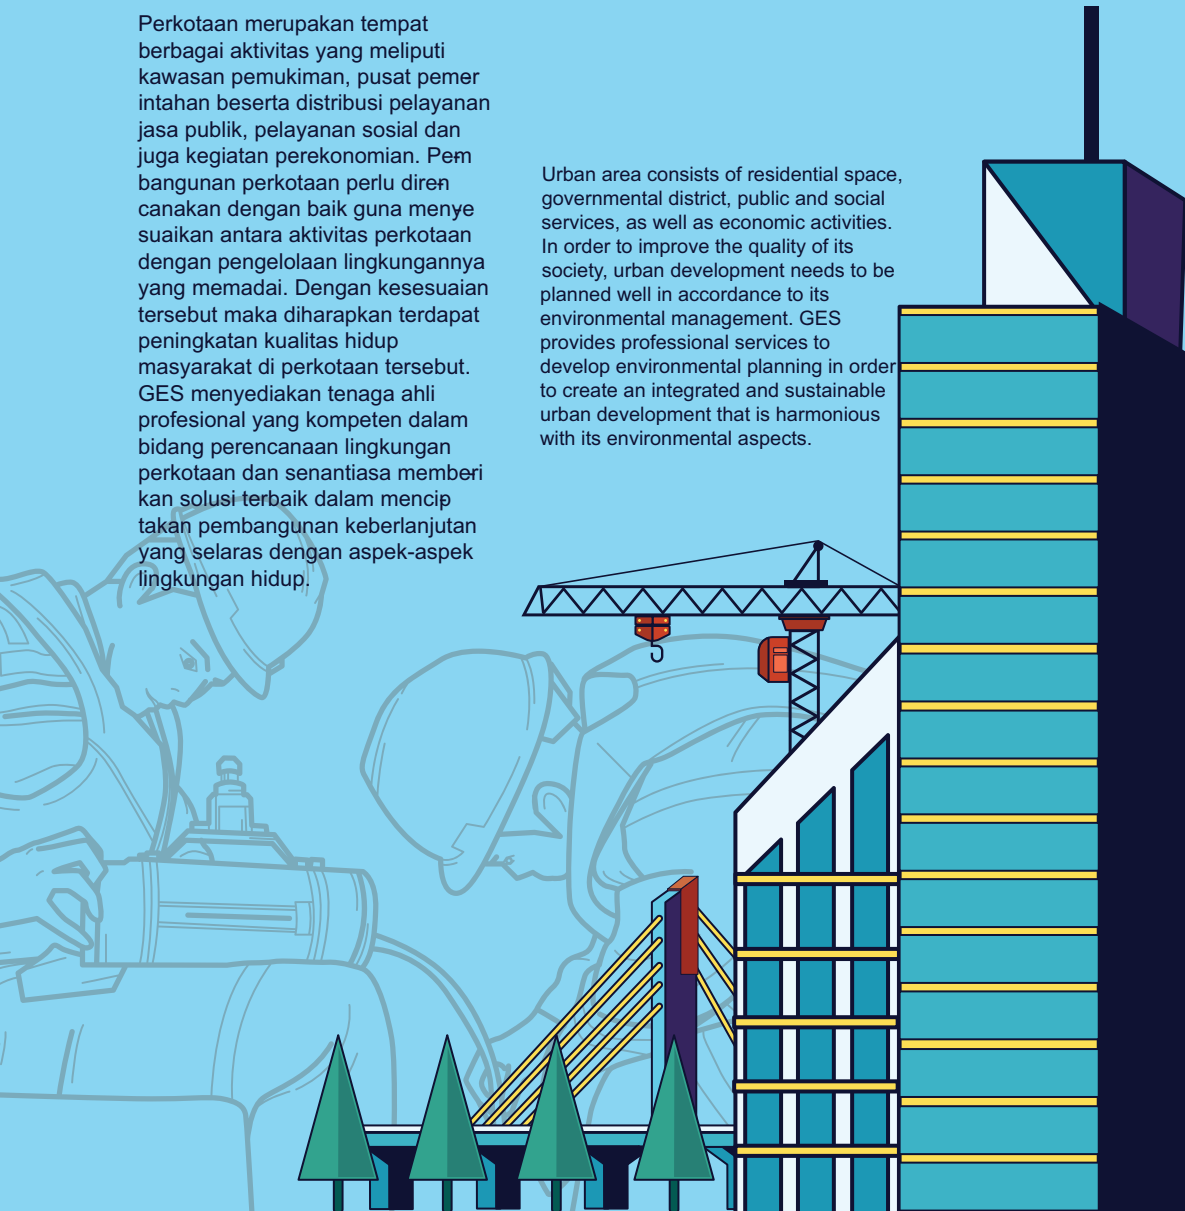 Perkotaan merupakan tempat
berbagai aktivitas yang meliputi
kawasan pemukiman, pusat pemer-
intahan beserta distribusi pelayanan
jasa publik, pelayanan sosial dan
juga kegiatan perekonomian. Pem-
bangunan perkotaan perlu diren-
canakan dengan baik guna menye-
suaikan antara aktivitas perkotaan
dengan pengelolaan lingkungannya
yang memadai. Dengan kesesuaian
tersebut maka diharapkan terdapat
peningkatan kualitas hidup
masyarakat di perkotaan tersebut.
GES menyediakan tenaga ahli
profesional yang kompeten dalam
bidang perencanaan lingkungan
perkotaan dan senantiasa memberi-
kan solusi terbaik dalam mencip-
takan pembangunan keberlanjutan
yang selaras dengan aspek-aspek
lingkungan hidup.
Urban area consists of residential space,
governmental district, public and social
services, as well as economic activities.
In order to improve the quality of its
society, urban development needs to be
planned well in accordance to its
environmental management. GES
provides professional services to
develop environmental planning in order
to create an integrated and sustainable
urban development that is harmonious
with its environmental aspects.